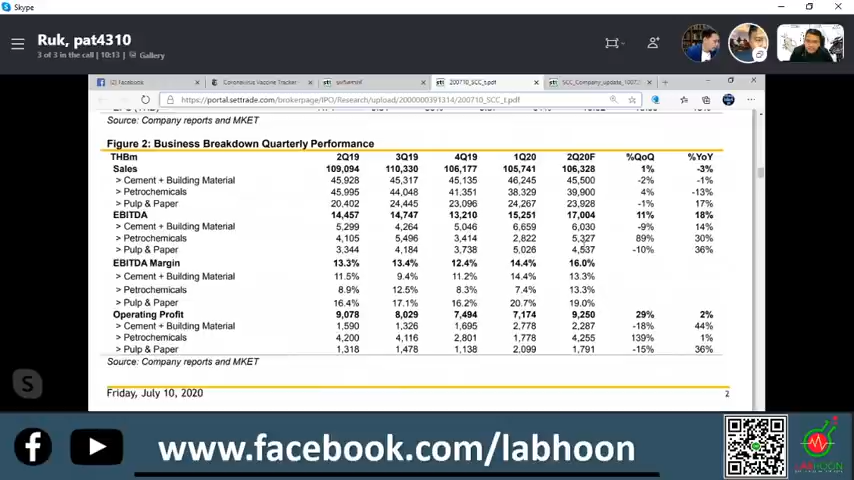 Skype
Ruk, pat4310
3 of 3 in the call | 10:13 | Gallery
(2) Facebook
Coronavirus Vaccine Tracker
200710_SCC_t.pdf
SCC_Company_update_1007
https://portal.settrade.com/brokerpage/IPO/Research/upload/2000000391314/200710_SCC_t.pdf
Source: Company reports and MKET
Figure 2: Business Breakdown Quarterly Performance
THBm 2Q19 3Q19 4Q19 1Q20 2Q20F %QoQ %YoY
Sales 109,094 110,330 106,177 105,741 106,328 1% -3%
> Cement + Building Material 45,928 45,317 45,135 46,245 45,500 -2% -1%
> Petrochemicals 45,995 44,048 41,351 38,329 39,900 4% -13%
> Pulp & Paper 20,402 24,445 23,096 24,267 23,928 -1% 17%
EBITDA 14,457 14,747 13,210 15,251 17,004 11% 18%
> Cement + Building Material 5,299 4,264 5,046 6,659 6,030 -9% 14%
> Petrochemicals 4,105 5,496 3,414 2,822 5,327 89% 30%
> Pulp & Paper 3,344 4,184 3,738 5,026 4,537 -10% 36%
EBITDA Margin 13.3% 13.4% 12.4% 14.4% 16.0%
> Cement + Building Material 11.5% 9.4% 11.2% 14.4% 13.3%
> Petrochemicals 8.9% 12.5% 8.3% 7.4% 13.3%
> Pulp & Paper 16.4% 17.1% 16.2% 20.7% 19.0%
Operating Profit 9,078 8,029 7,494 7,174 9,250 29% 2%
> Cement + Building Material 1,590 1,326 1,695 2,778 2,287 -18% 44%
> Petrochemicals 4,200 4,116 2,801 1,778 4,255 139% 1%
> Pulp & Paper 1,318 1,478 1,138 2,099 1,791 -15% 36%
Source: Company reports and MKET
Friday, July 10, 2020 2
www.facebook.com/labhoon
LABHOON